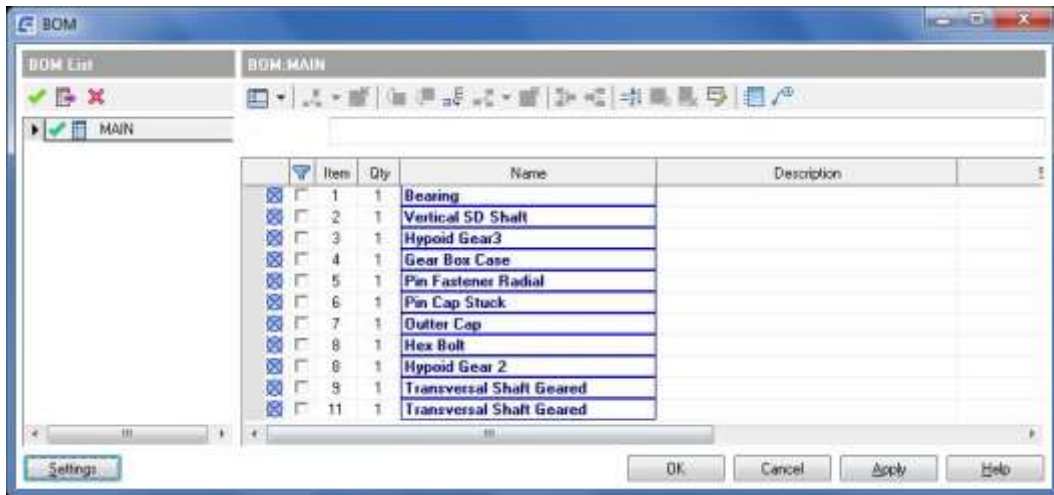 BOM
BOM List
BOM:MAIN
MAIN
Item Qty Name Description
1 1 Bearing
2 1 Vertical SD Shaft
3 1 Hypoid Gear3
4 1 Gear Box Case
5 1 Pin Fastener Radial
6 1 Pin Cap Stuck
7 1 Outter Cap
8 1 Hex Bolt
8 1 Hypoid Gear 2
9 1 Transversal Shaft Geared
11 1 Transversal Shaft Geared
Settings OK Cancel Apply Help